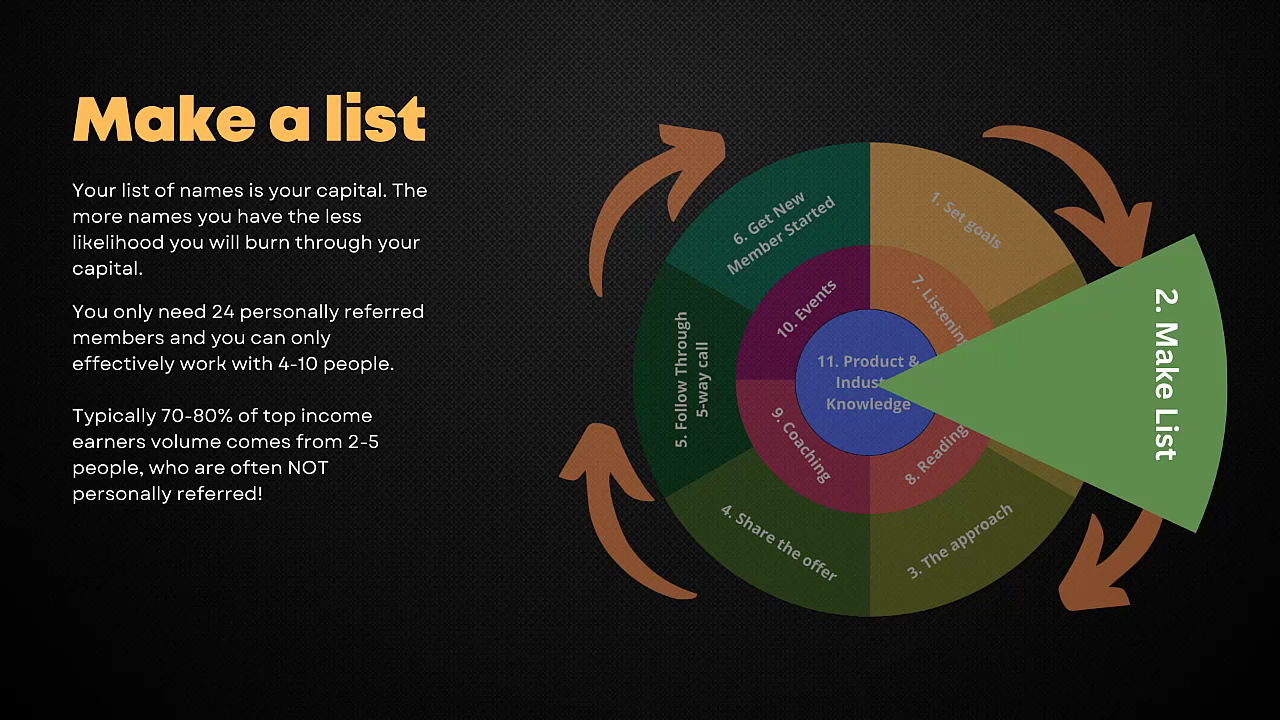 Make a list
Your list of names is your capital. The
more names you have the less
likelihood you will burn through your
capital.
You only need 24 personally referred
members and you can only
effectively work with 4-10 people.
Typically 70-80% of top income
earners volume comes from 2-5
people, who are often NOT
personally referred!
1. Set goals
2. Make List
3. The approach
4. Share the offer
5. Follow Through
5-way call
6. Get New
Member Started
7.
8. Reading
9. Coaching
10. Events
11. Product &
Knowledge